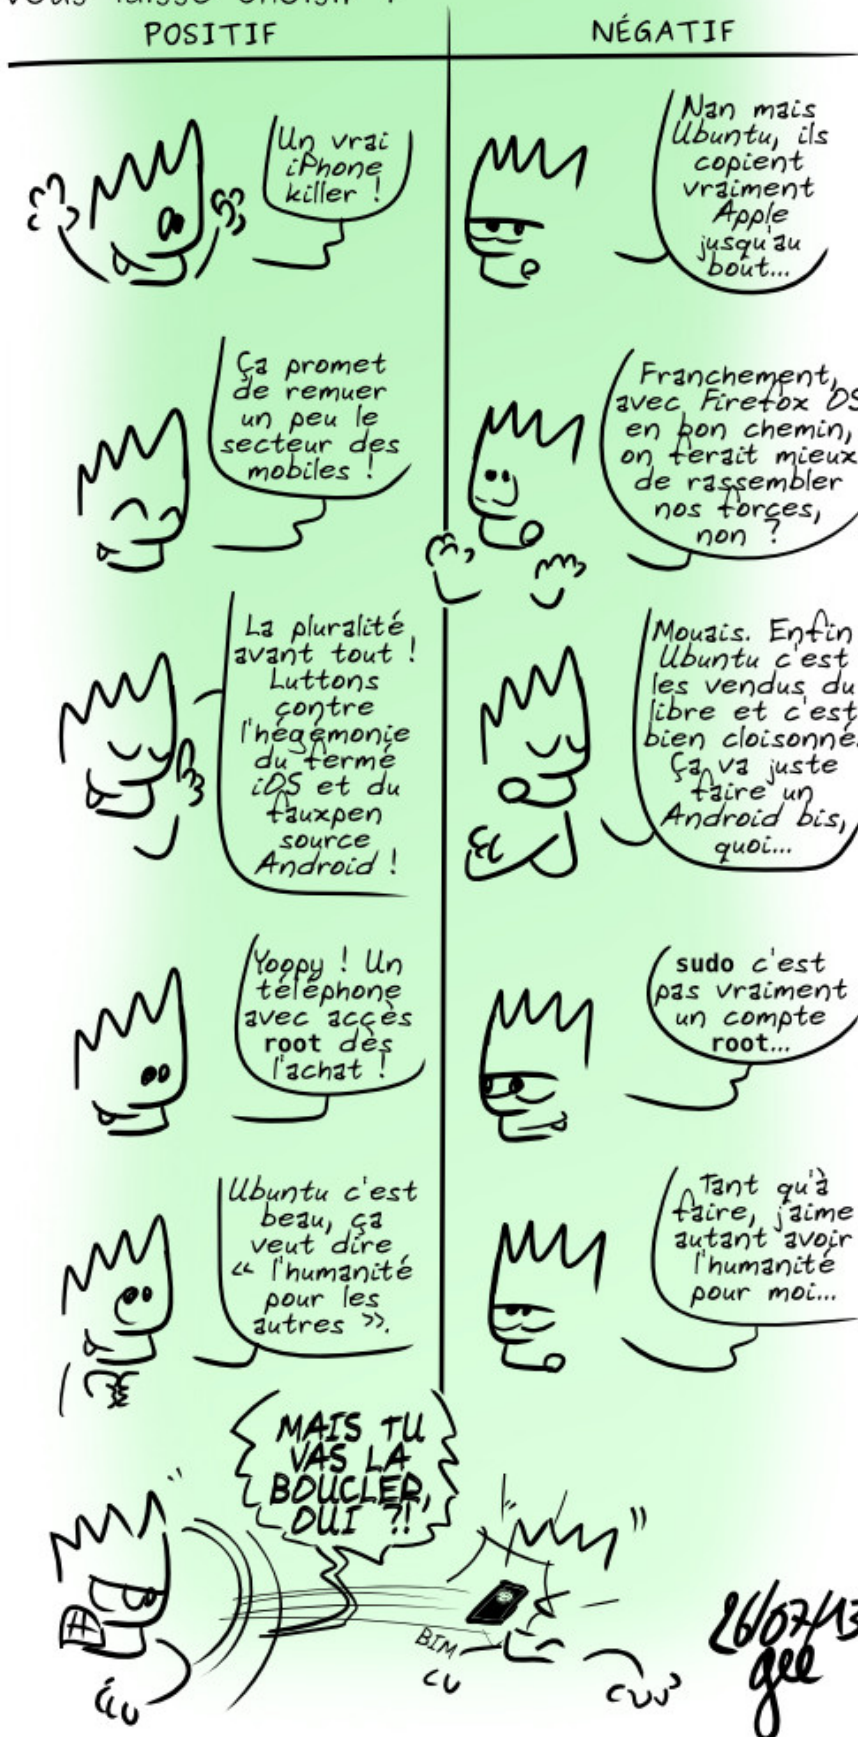 vous laisse choisir :
POSITIF
NÉGATIF
Un vrai
iPhone
killer !
Nan mais
Ubuntu, ils
copient
vraiment
Apple
jusqu'au
bout...
Ça promet
de remuer
un peu le
secteur des
mobiles !
Franchement,
avec Firefox OS
en bon chemin,
on ferait mieux
de rassembler
nos forces,
non ?
La pluralité
avant tout !
Luttons
contre
l'hégémonie
du fermé
iOS et du
fauxpen
source
Android !
Mouais. Enfin
Ubuntu c'est
les vendus du
libre et c'est
bien cloisonné.
Ça va juste
faire un
Android bis,
quoi...
Yoopy ! Un
téléphone
avec accès
root dès
l'achat !
sudo c'est
pas vraiment
un compte
root...
Ubuntu c'est
beau, ça
veut dire
« l'humanité
pour les
autres ».
Tant qu'à
faire, j'aime
autant avoir
l'humanité
pour moi...
MAIS TU
VAS LA
BOUCLER,
OUI ?!
BIM
26/07/13
gee